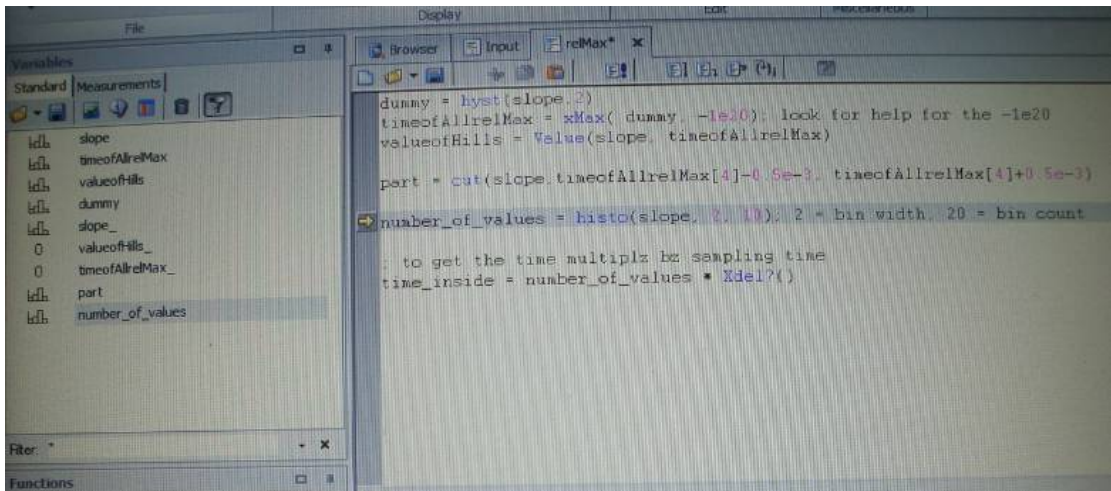 File
Display
Edit
Miscellaneous
Variables
Standard Measurements
slope
timeofAllrelMax
valueofHills
dummy
slope_
valueofHills_
timeofAllrelMax_
part
number_of_values
Filter: *
Functions
Browser Input relMax*
dummy = hyst(slope,2)
timeofAllrelMax = xMax( dummy, -1e20); look for help for the -1e20
valueofHills = Value(slope, timeofAllrelMax)
part = cut(slope,timeofAllrelMax[4]-0.5e-3, timeofAllrelMax[4]+0.5e-3)
number_of_values = histo(slope, 2, 10); 2 = bin width, 20 = bin count
; to get the time multiplz bz sampling time
time_inside = number_of_values * Xdel?()